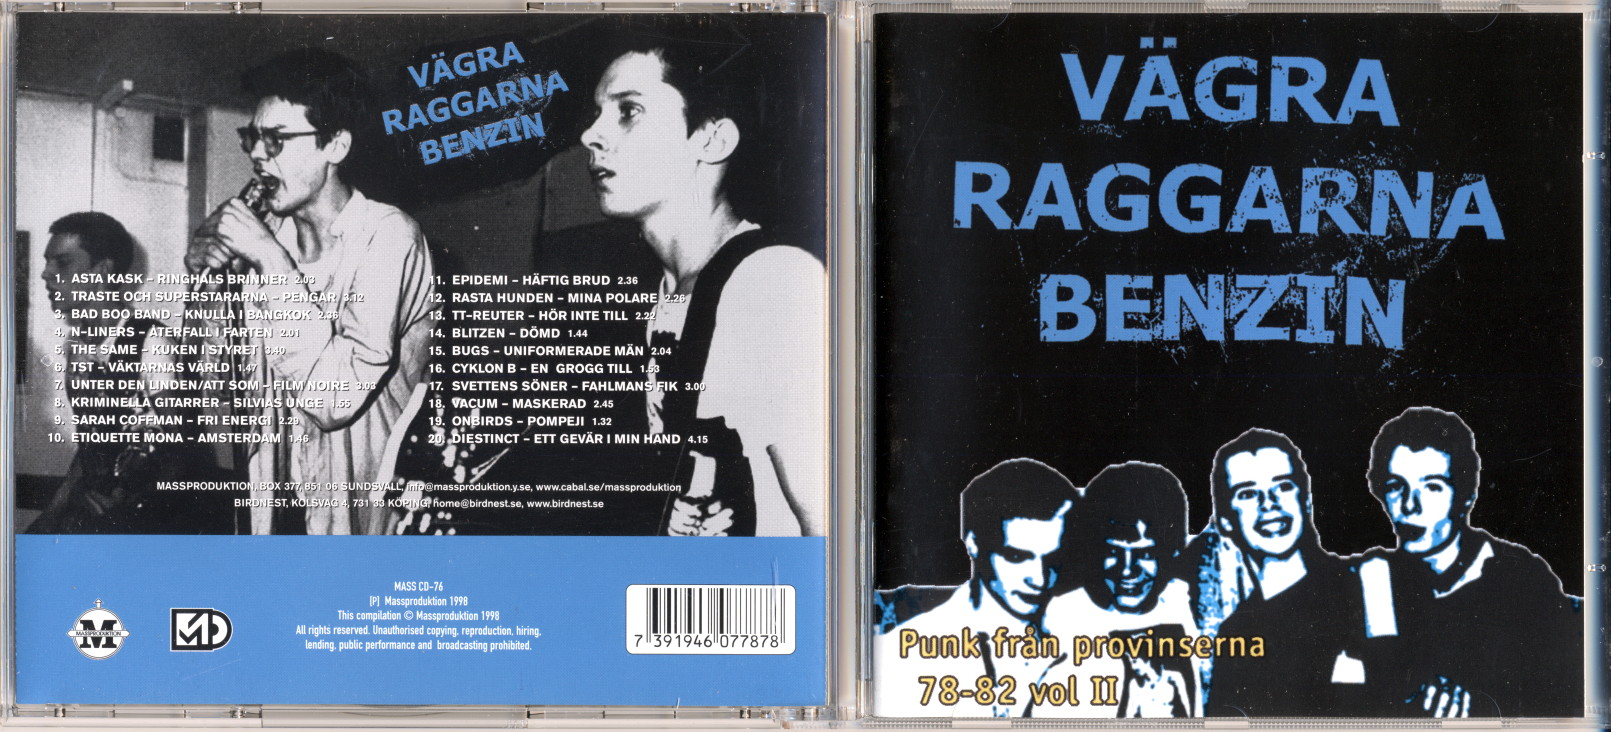 VÄGRA
RAGGARNA
BENZIN
1. ASTA KASK – RINGHALS BRINNER 2.03
2. TRASTE OCH SUPERSTARARNA – PENGAR 3.12
3. BAD BOO BAND – KNULLA I BANGKOK 2.36
4. N-LINERS – ÅTERFALL I FARTEN 2.01
5. THE SAME – KUKEN I STYRET 3.40
6. TST – VÄKTARNAS VÄRLD 1.47
7. UNTER DEN LINDEN/ATT SOM – FILM NOIRE 3.03
8. KRIMINELLA GITARRER – SILVIAS UNGE 1.55
9. SARAH COFFMAN – FRI ENERGI 2.29
10. ETIQUETTE MONA – AMSTERDAM 1.46
11. EPIDEMI – HÄFTIG BRUD 2.36
12. RASTA HUNDEN – MINA POLARE 2.26
13. TT-REUTER – HÖR INTE TILL 2.22
14. BLITZEN – DÖMD 1.44
15. BUGS – UNIFORMERADE MÄN 2.04
16. CYKLON B – EN GROGG TILL 1.53
17. SVETTENS SÖNER – FAHLMANS FIK 3.00
18. VACUM – MASKERAD 2.45
19. ONBIRDS – POMPEJI 1.32
20. DIESTINCT – ETT GEVÄR I MIN HAND 4.15
MASSPRODUKTION, BOX 377, 851 06 SUNDSVALL, info@massproduktion.y.se, www.cabal.se/massproduktion
BIRDNEST, KOLSVAG 4, 731 33 KÖPING, home@birdnest.se, www.birdnest.se
MASSPRODUKTION
M
MD
MASS CD-76
(P) Massproduktion 1998
This compilation © Massproduktion 1998
All rights reserved. Unauthorised copying, reproduction, hiring,
lending, public performance and broadcasting prohibited.
7 391946 077878
VÄGRA
RAGGARNA
BENZIN
Punk från provinserna
78-82 vol II